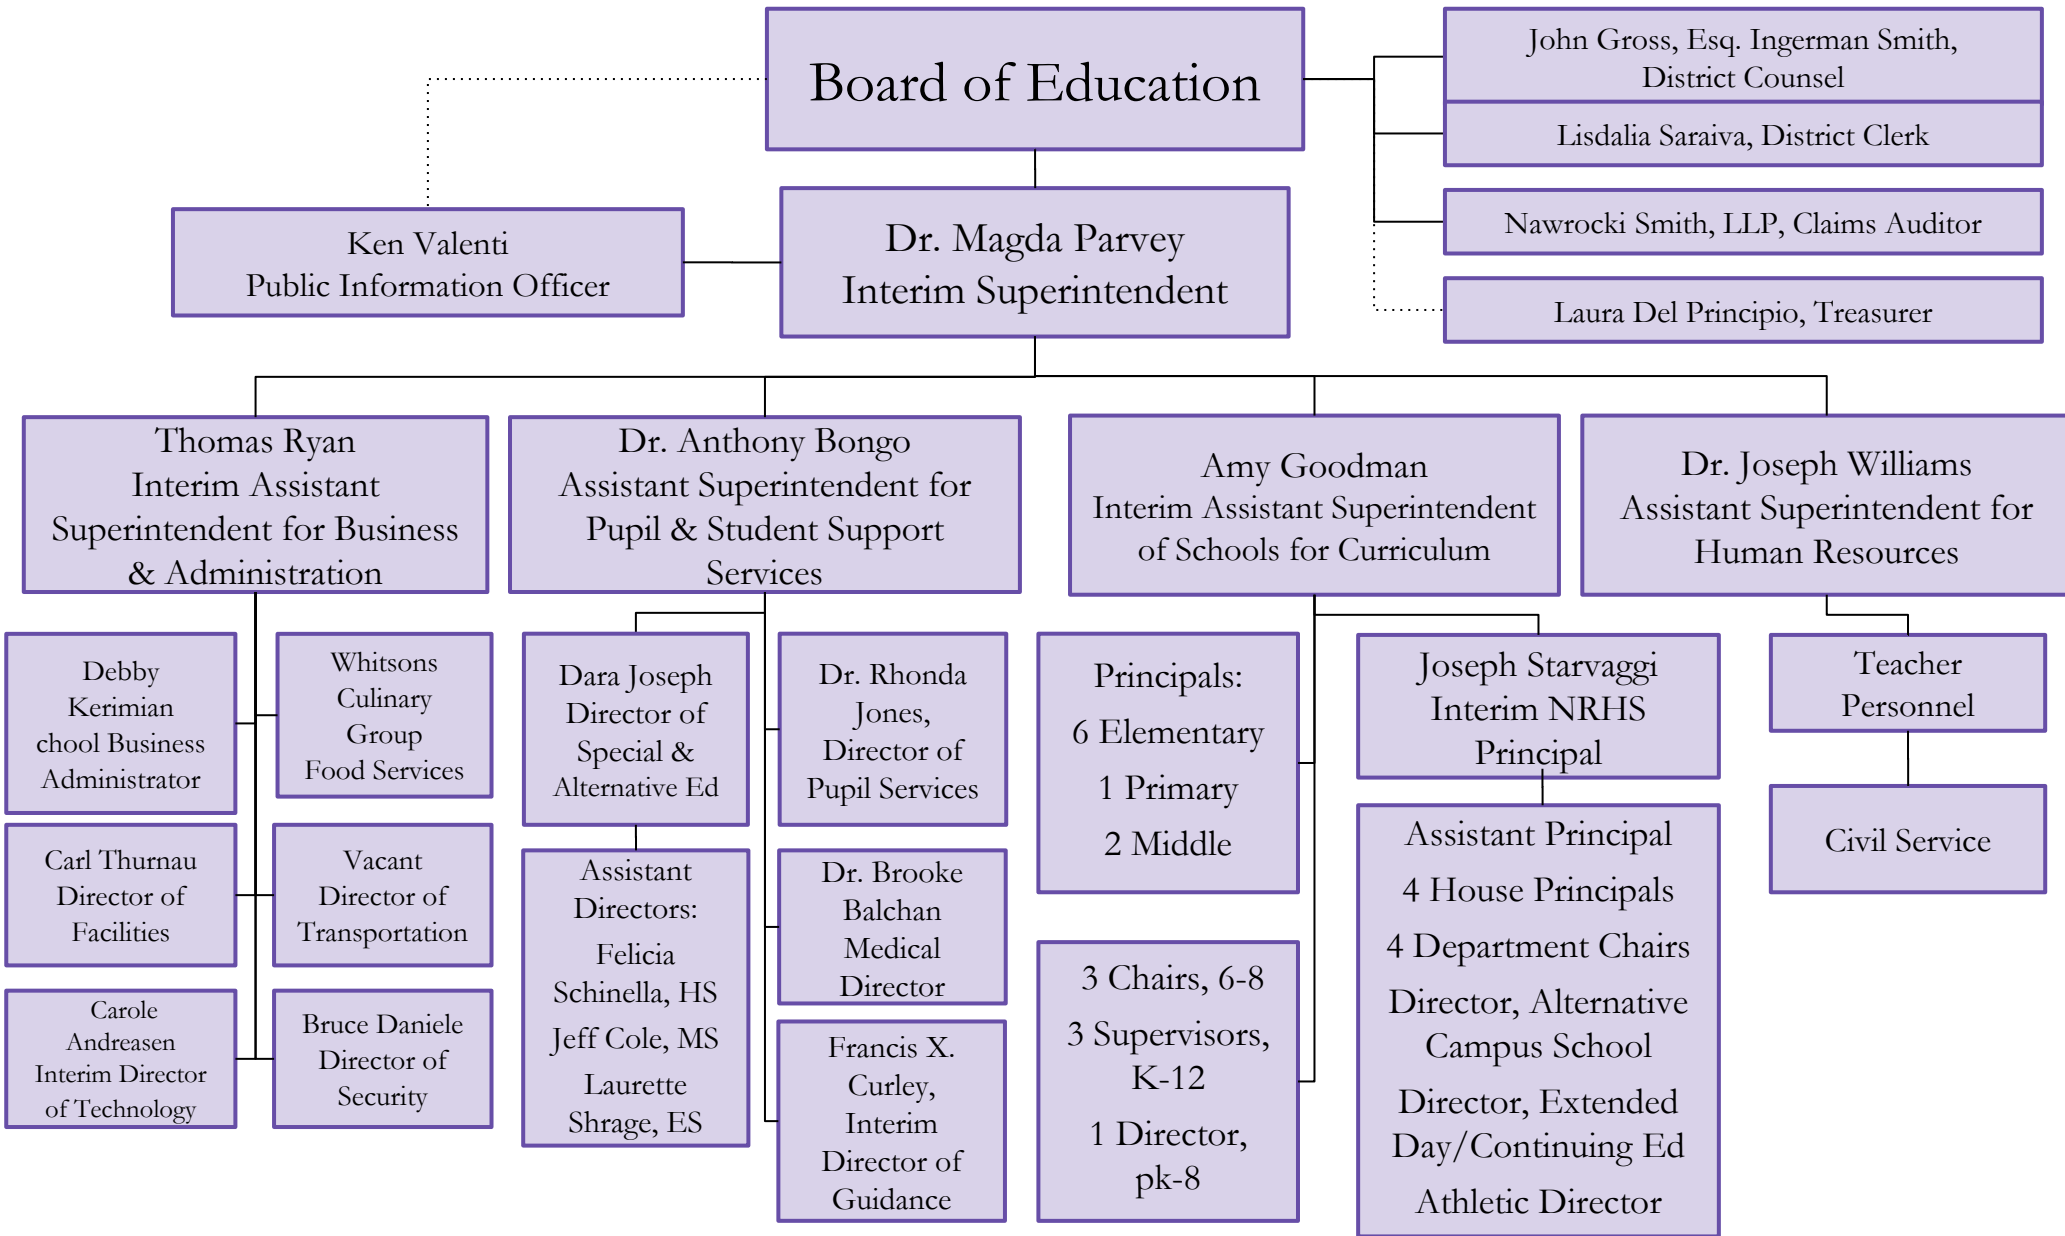 Board of Education
John Gross, Esq. Ingerman Smith,
District Counsel
Lisdalia Saraiva, District Clerk
Nawrocki Smith, LLP, Claims Auditor
Laura Del Principio, Treasurer
Ken Valenti
Public Information Officer
Dr. Magda Parvey
Interim Superintendent
Thomas Ryan
Interim Assistant
Superintendent for Business
& Administration
Dr. Anthony Bongo
Assistant Superintendent for
Pupil & Student Support
Services
Amy Goodman
Interim Assistant Superintendent
of Schools for Curriculum
Dr. Joseph Williams
Assistant Superintendent for
Human Resources
Debby
Kerimian
chool Business
Administrator
Whitsons
Culinary
Group
Food Services
Carl Thurnau
Director of
Facilities
Vacant
Director of
Transportation
Carole
Andreasen
Interim Director
of Technology
Bruce Daniele
Director of
Security
Dara Joseph
Director of
Special &
Alternative Ed
Assistant
Directors:
Felicia
Schinella, HS
Jeff Cole, MS
Laurette
Shrage, ES
Dr. Rhonda
Jones,
Director of
Pupil Services
Dr. Brooke
Balchan
Medical
Director
Francis X.
Curley,
Interim
Director of
Guidance
Principals:
6 Elementary
1 Primary
2 Middle
3 Chairs, 6-8
3 Supervisors,
K-12
1 Director,
pk-8
Joseph Starvaggi
Interim NRHS
Principal
Assistant Principal
4 House Principals
4 Department Chairs
Director, Alternative
Campus School
Director, Extended
Day/Continuing Ed
Athletic Director
Teacher
Personnel
Civil Service